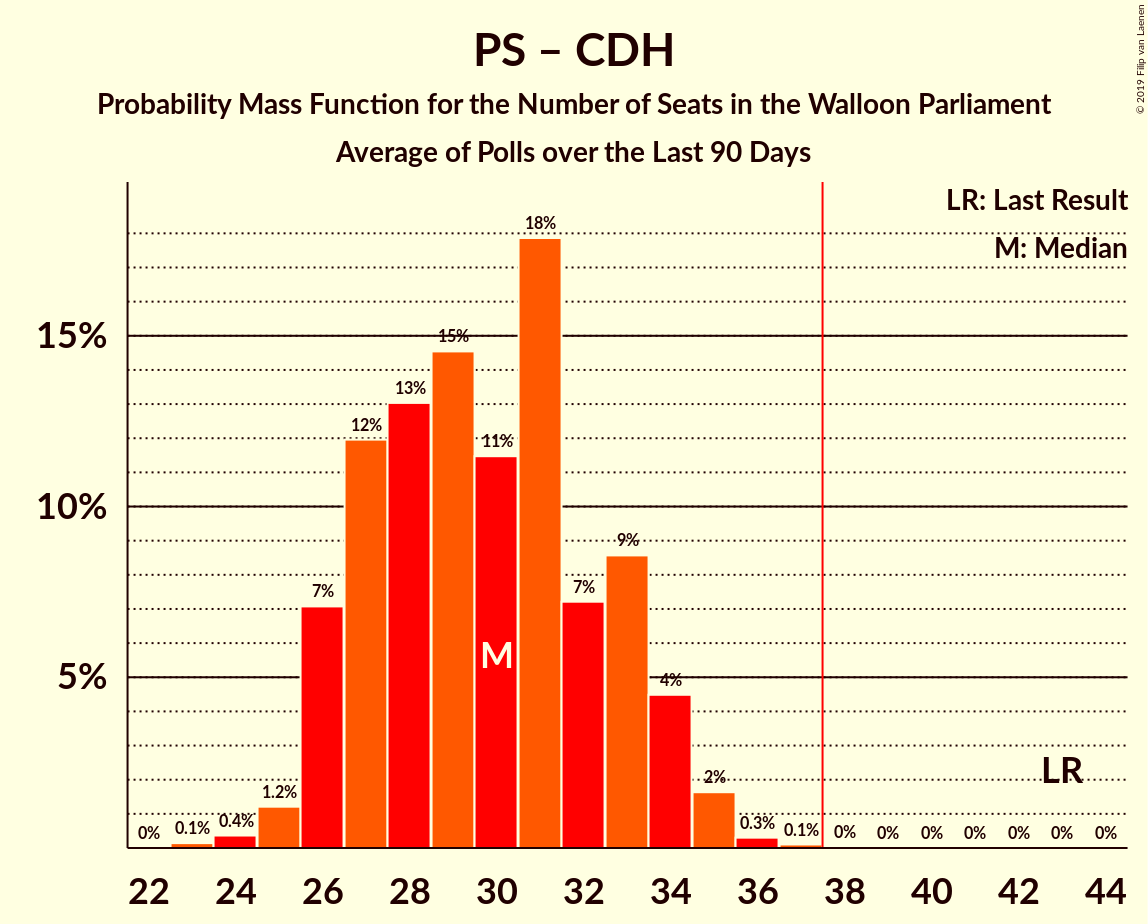 PS – CDH
Probability Mass Function for the Number of Seats in the Walloon Parliament
Average of Polls over the Last 90 Days
© 2019 Filip van Laenen
LR: Last Result
M: Median
15%
10%
5%
0%
0.1%
0.4%
1.2%
7%
12%
13%
15%
11%
18%
7%
9%
4%
2%
0.3%
0.1%
0%
0%
0%
0%
0%
0%
0%
M
LR
22 24 26 28 30 32 34 36 38 40 42 44